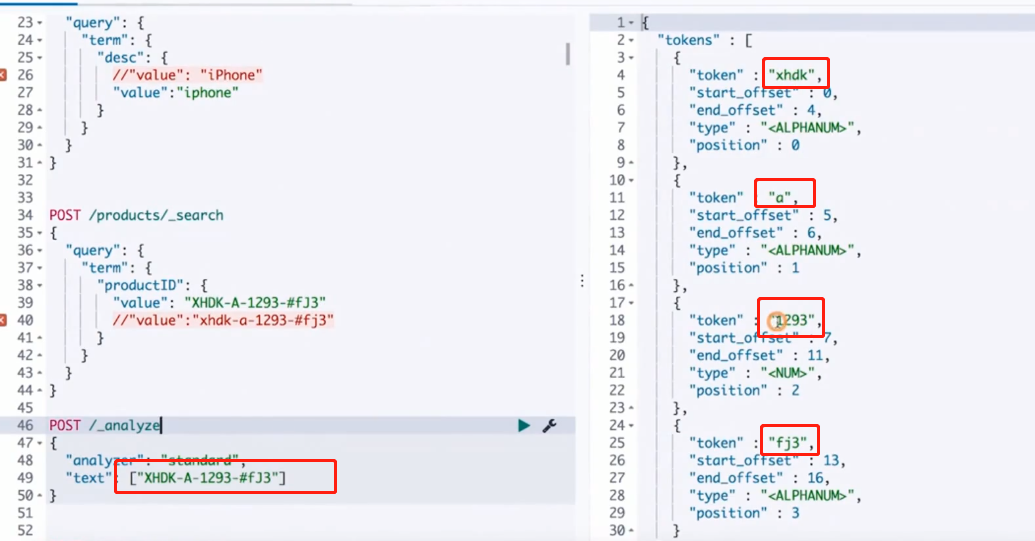 23 "query": {
24 "term": {
25 "desc": {
26 //"value": "iPhone"
27 "value":"iphone"
28 }
29 }
30 }
31 }
32
33
34 POST /products/_search
35 {
36 "query": {
37 "term": {
38 "productID": {
39 "value": "XHDK-A-1293-#fJ3"
40 //"value":"xhdk-a-1293-#fj3"
41 }
42 }
43 }
44 }
45
46 POST /_analyze
47 {
48 "analyzer": "standard",
49 "text": ["XHDK-A-1293-#fJ3"]
50 }
51
52
1 {
2 "tokens" : [
3 {
4 "token" : "xhdk",
5 "start_offset" : 0,
6 "end_offset" : 4,
7 "type" : "<ALPHANUM>",
8 "position" : 0
9 },
10 {
11 "token" "a",
12 "start_offset" : 5,
13 "end_offset" : 6,
14 "type" : "<ALPHANUM>",
15 "position" : 1
16 },
17 {
18 "token" : "1293",
19 "start_offset" : 7,
20 "end_offset" : 11,
21 "type" : "<NUM>",
22 "position" : 2
23 },
24 {
25 "token" : "fj3",
26 "start_offset" : 13,
27 "end_offset" : 16,
28 "type" : "<ALPHANUM>",
29 "position" : 3
30 }